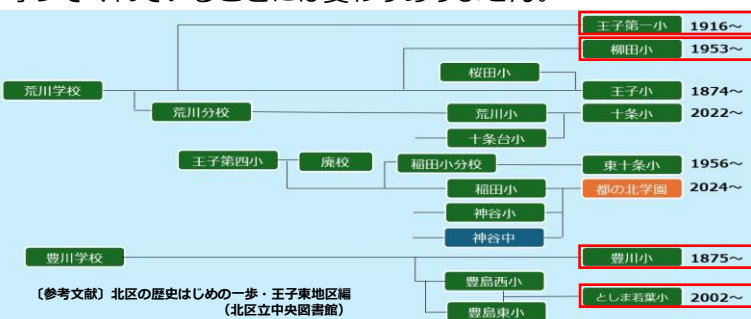 王子第一小 1916～
柳田小 1953～
桜田小
荒川学校 王子小 1874～
荒川分校 荒川小 十条小 2022～
十条台小
王子第四小 廃校 稲田小分校 東十条小 1956～
稲田小 都の北学園 2024～
神谷小
神谷中
豊川学校 豊川小 1875～
豊島西小
〔参考文献〕北区の歴史はじめの一歩・王子東地区編 としま若葉小 2002～
（北区立中央図書館） 豊島東小